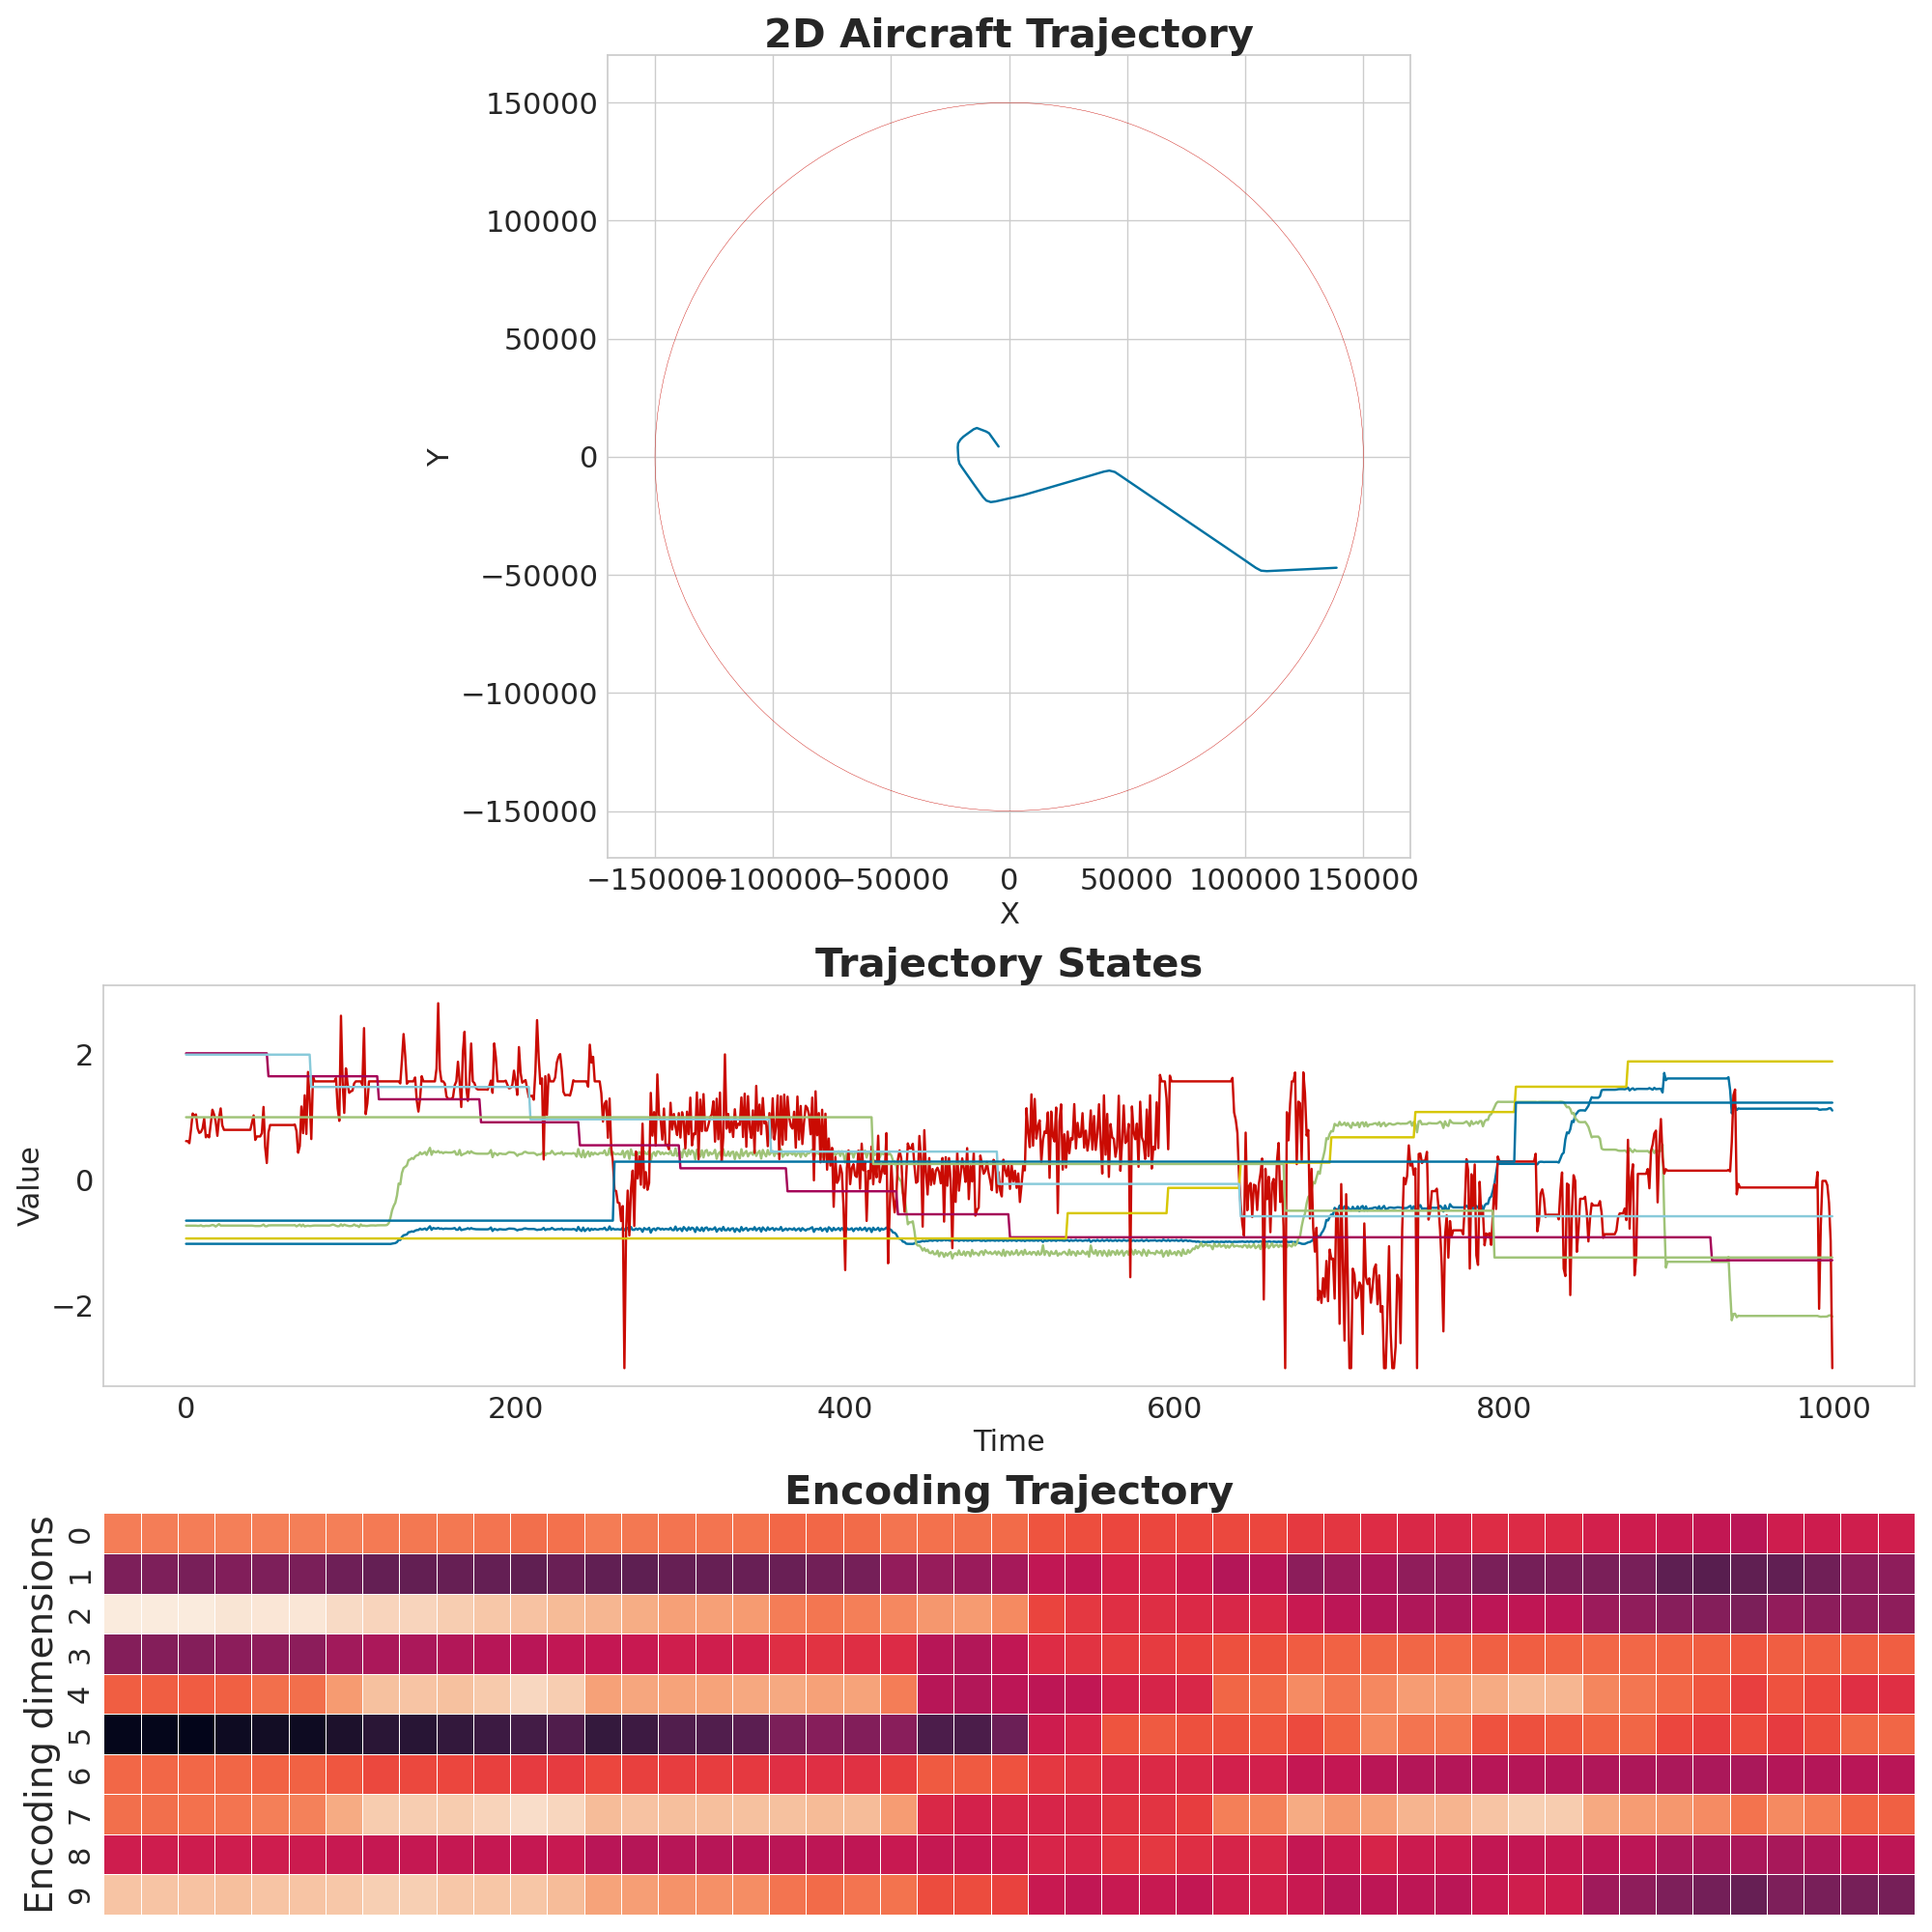 2D Aircraft Trajectory
150000
100000
50000
0
−50000
−100000
−150000
Y
−150000 −100000 −50000 0 50000 100000 150000
X
Trajectory States
2
0
−2
Value
0 200 400 600 800 1000
Time
Encoding Trajectory
Encoding dimensions
0
1
2
3
4
5
6
7
8
9